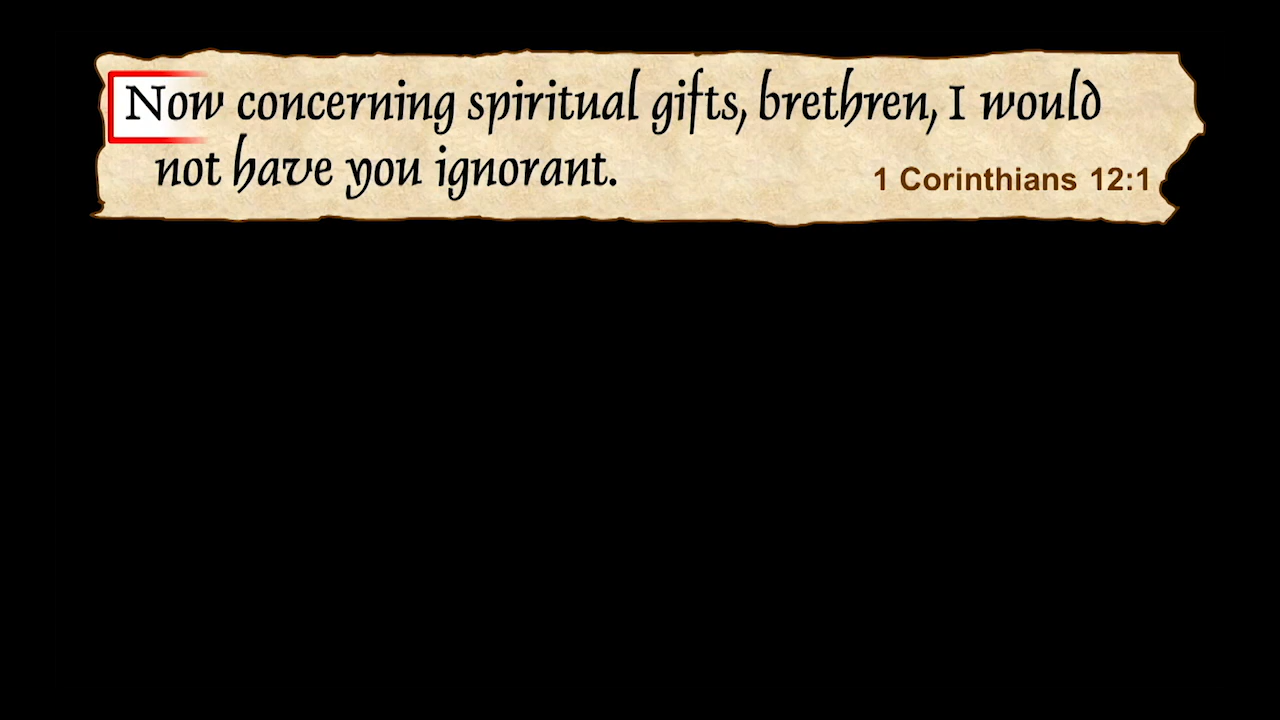 Now concerning spiritual gifts, brethren, I would
not have you ignorant.
1 Corinthians 12:1